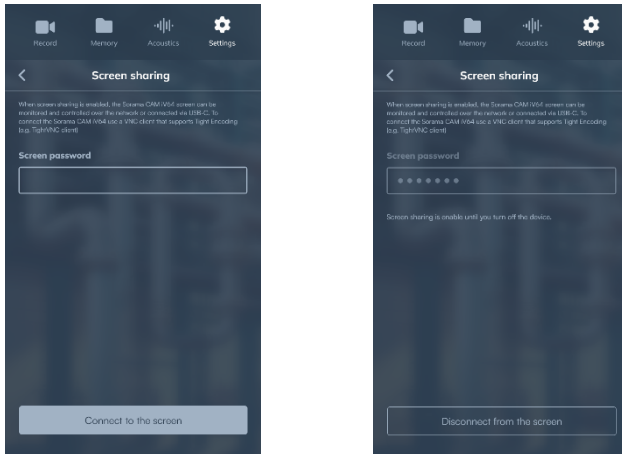 Record Memory Acoustics Settings
Screen sharing
When screen sharing is enabled, the Sorama CAM iV64 screen can be
monitored and controlled over the network or connected via USB-C. To
connect the Sorama CAM iV64 use a VNC client that supports Tight Encoding
(e.g. TightVNC client)
Screen password
Connect to the screen
Record Memory Acoustics Settings
Screen sharing
When screen sharing is enabled, the Sorama CAM iV64 screen can be
monitored and controlled over the network or connected via USB-C. To
connect the Sorama CAM iV64 use a VNC client that supports Tight Encoding
(e.g. TightVNC client)
Screen password
Screen sharing is enable until you turn off the device.
Disconnect from the screen